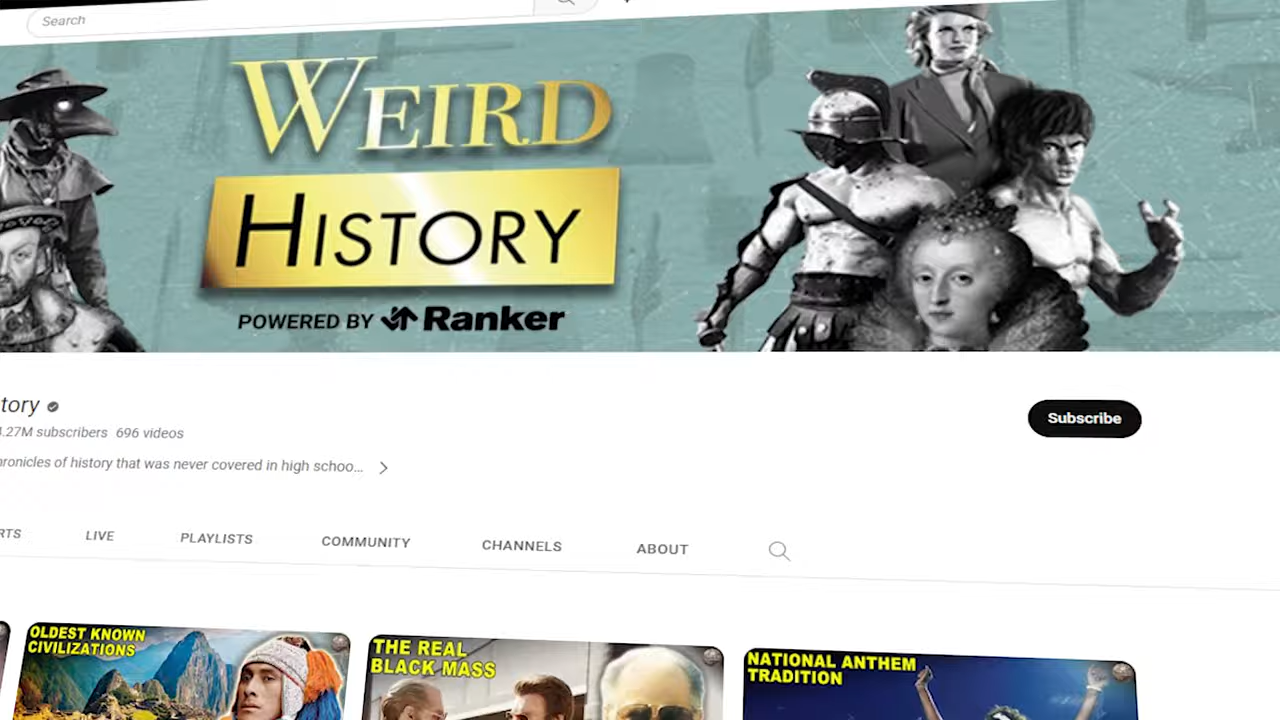 Search
WEIRD
HISTORY
POWERED BY Ranker
tory
.27M subscribers 696 videos
hronicles of history that was never covered in high schoo...
Subscribe
RTS
LIVE
PLAYLISTS
COMMUNITY
CHANNELS
ABOUT
OLDEST KNOWN
CIVILIZATIONS
THE REAL
BLACK MASS
NATIONAL ANTHEM
TRADITION